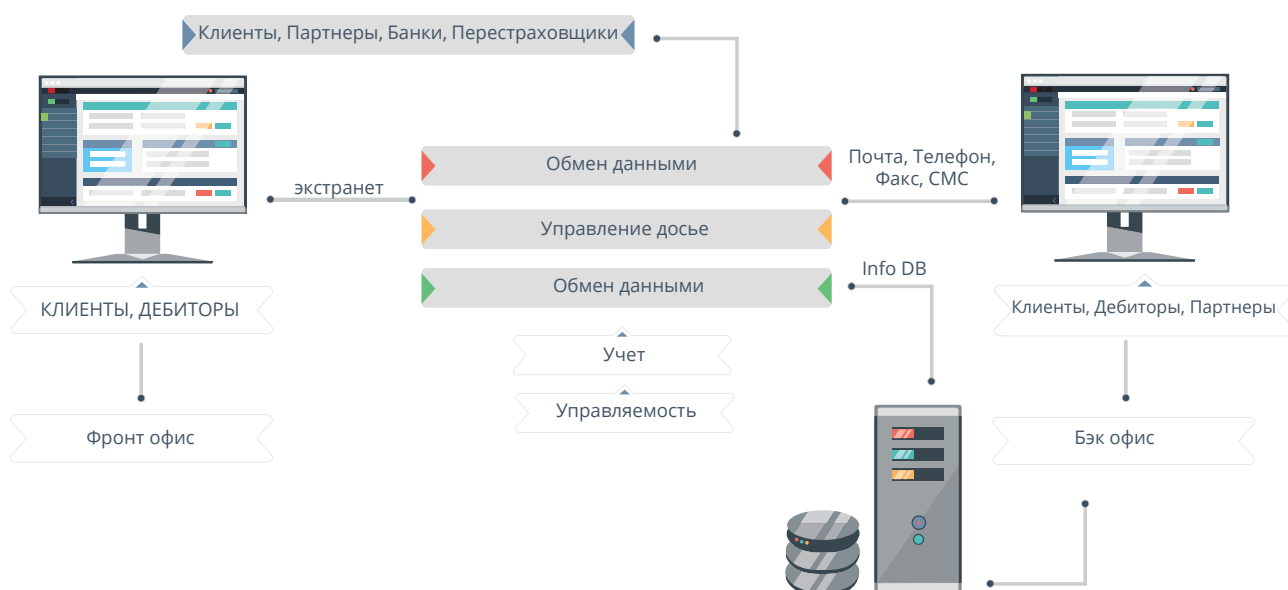 Клиенты, Партнеры, Банки, Перестраховщики
Обмен данными
Почта, Телефон,
Факс, СМС
экстранет
Управление досье
Info DB
Обмен данными
КЛИЕНТЫ, ДЕБИТОРЫ
Клиенты, Дебиторы, Партнеры
Учет
Управляемость
Фронт офис
Бэк офис